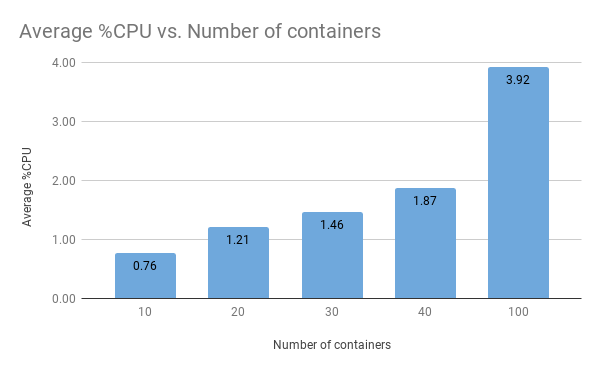 Average %CPU vs. Number of containers
Average %CPU
4.00
3.00
2.00
1.00
0.00
0.76
1.21
1.46
1.87
3.92
10 20 30 40 100
Number of containers